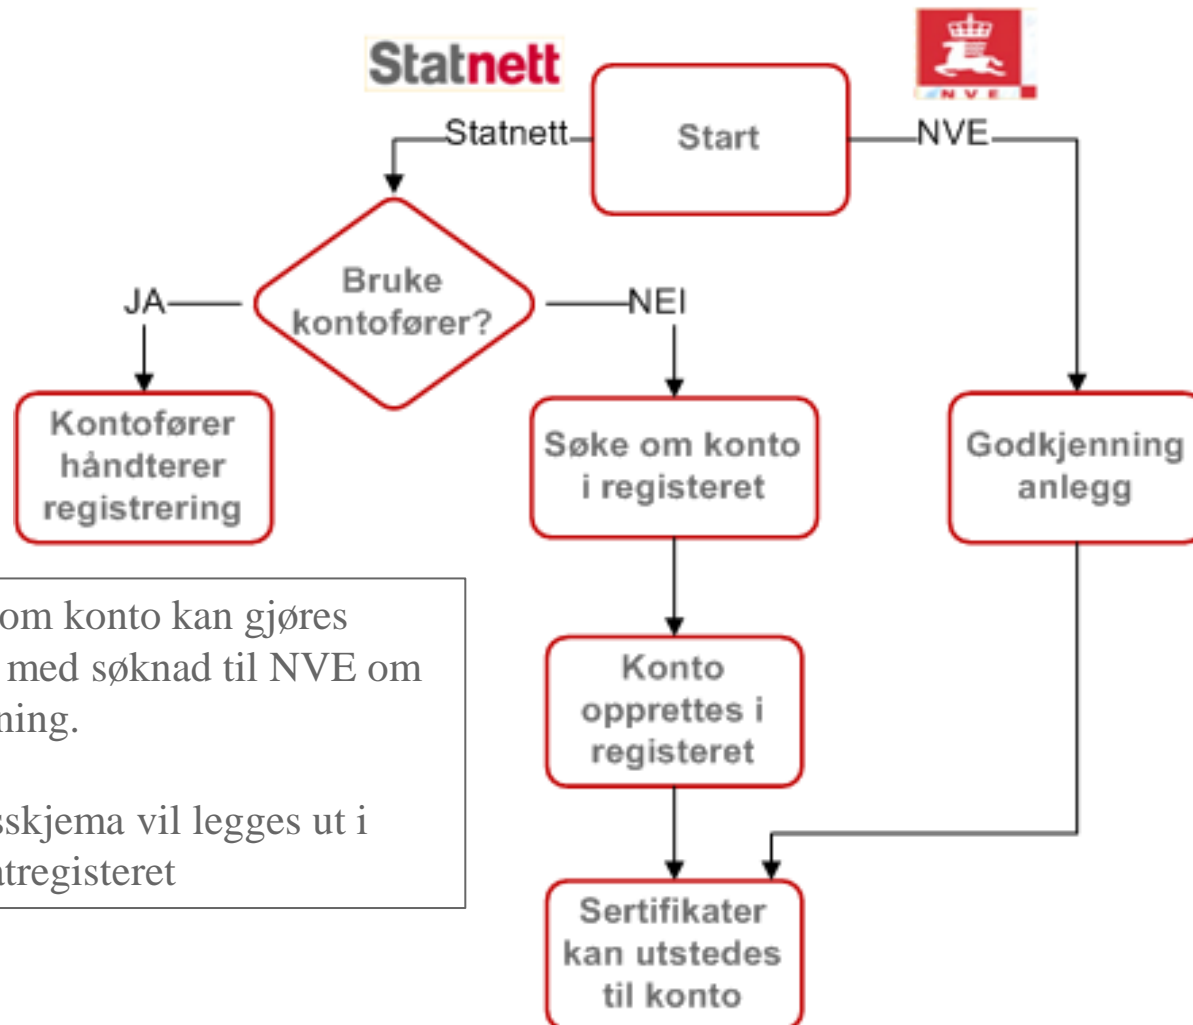 Statnett
NVE
Statnett
Start
NVE
Bruke
kontofører?
JA
NEI
Kontofører
håndterer
registrering
Søke om konto
i registeret
Godkjenning
anlegg
om konto kan gjøres
med søknad til NVE om
ning.
sskjema vil legges ut i
atregisteret
Konto
opprettes i
registeret
Sertifikater
kan utstedes
til konto